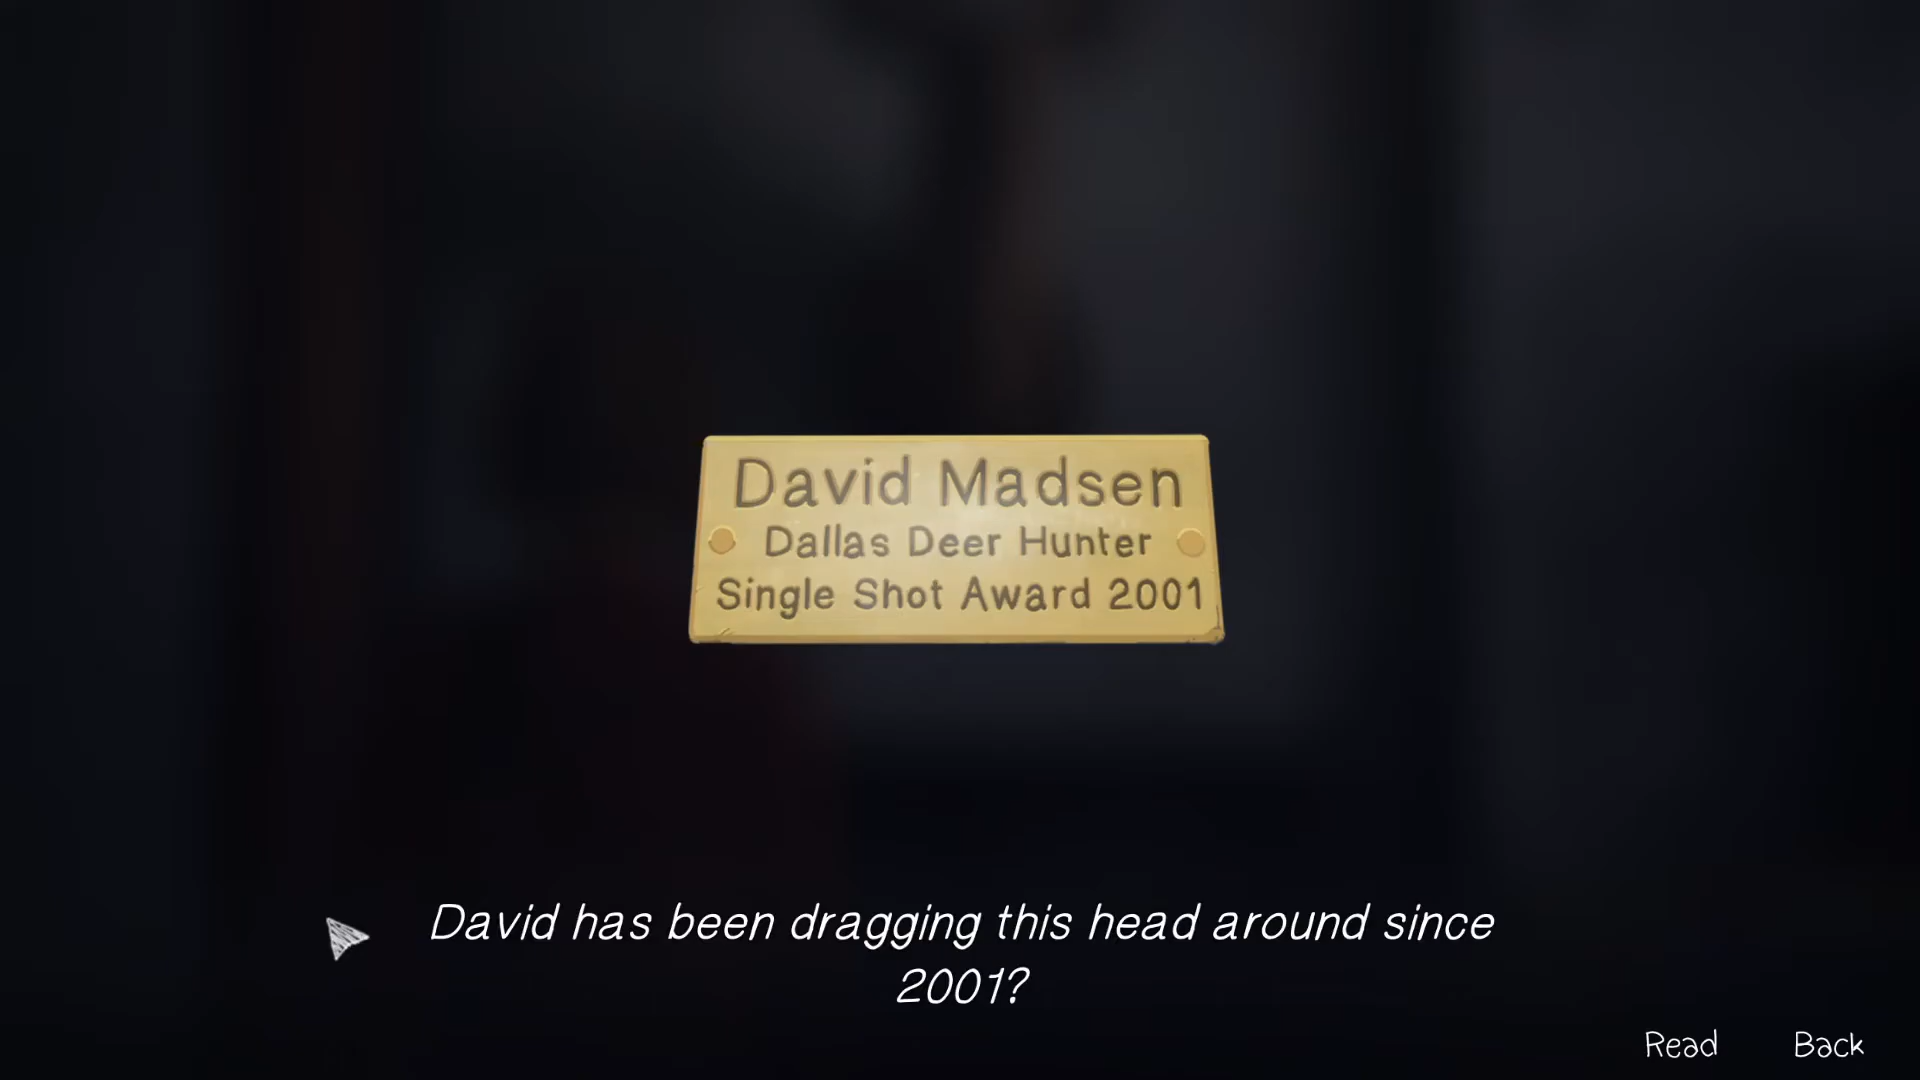 David Madsen
Dallas Deer Hunter
Single Shot Award 2001
David has been dragging this head around since
2001?
Read
Back